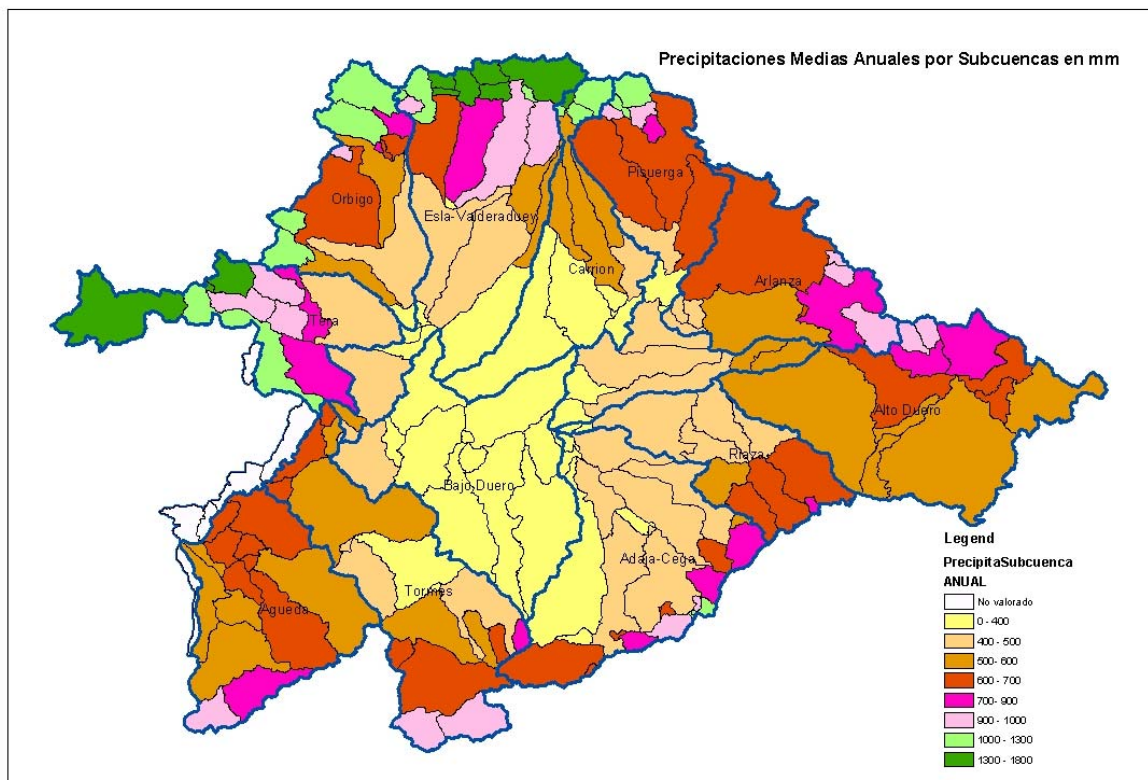 Precipitaciones Medias Anuales por Subcuencas en mm
Pisuerga
Orbigo
Esla-Valderaduey
Carrion
Arlanza
Tera
Alto Duero
Riaza
Bajo Duero
Adaja-Cega
Tormes
Agueda
Legend
PrecipitaSubcuenca
ANUAL
No valorado
0 - 400
400 - 500
500 - 600
600 - 700
700 - 900
900 - 1000
1000 - 1300
1300 - 1800